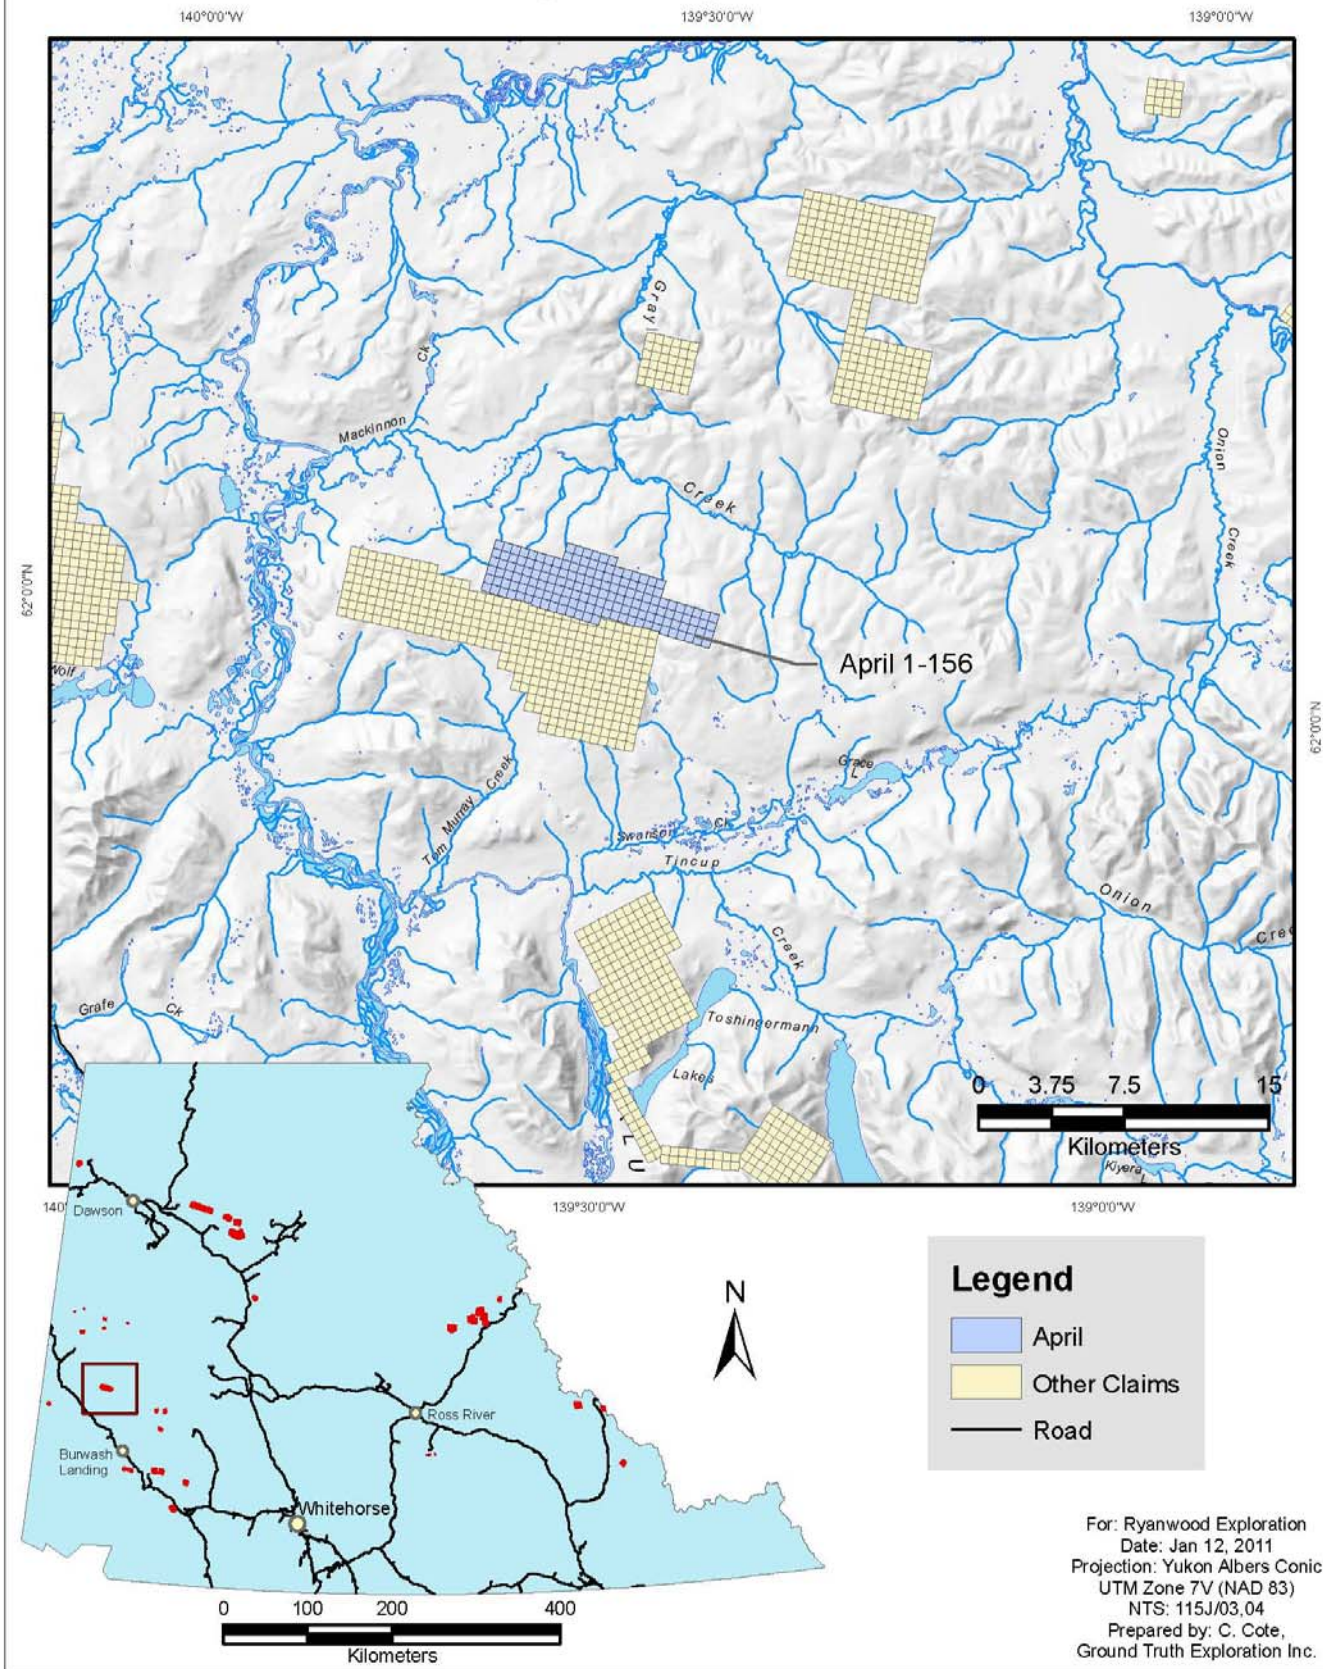 140°0'0"W 139°30'0"W 139°0'0"W
Gray
Ck
Mackinnon
Onion
Creek
Creek
62°0'0"N
April 1-156
Wolf
62°0'0"N
Grace
L
Tom Murray Creek
Swanson Ck
Tincup
Onion
Creek
Cree
Grafe Ck
Toshingermann
Lakes
0 3.75 7.5 15
Kilometers
Kiyera
L
L U
140° 139°30'0"W 139°0'0"W
Dawson
N
Legend
April
Other Claims
Road
Ross River
Burwash
Landing
Whitehorse
0 100 200 400
Kilometers
For: Ryanwood Exploration
Date: Jan 12, 2011
Projection: Yukon Albers Conic
UTM Zone 7V (NAD 83)
NTS: 115J/03,04
Prepared by: C. Cote,
Ground Truth Exploration Inc.